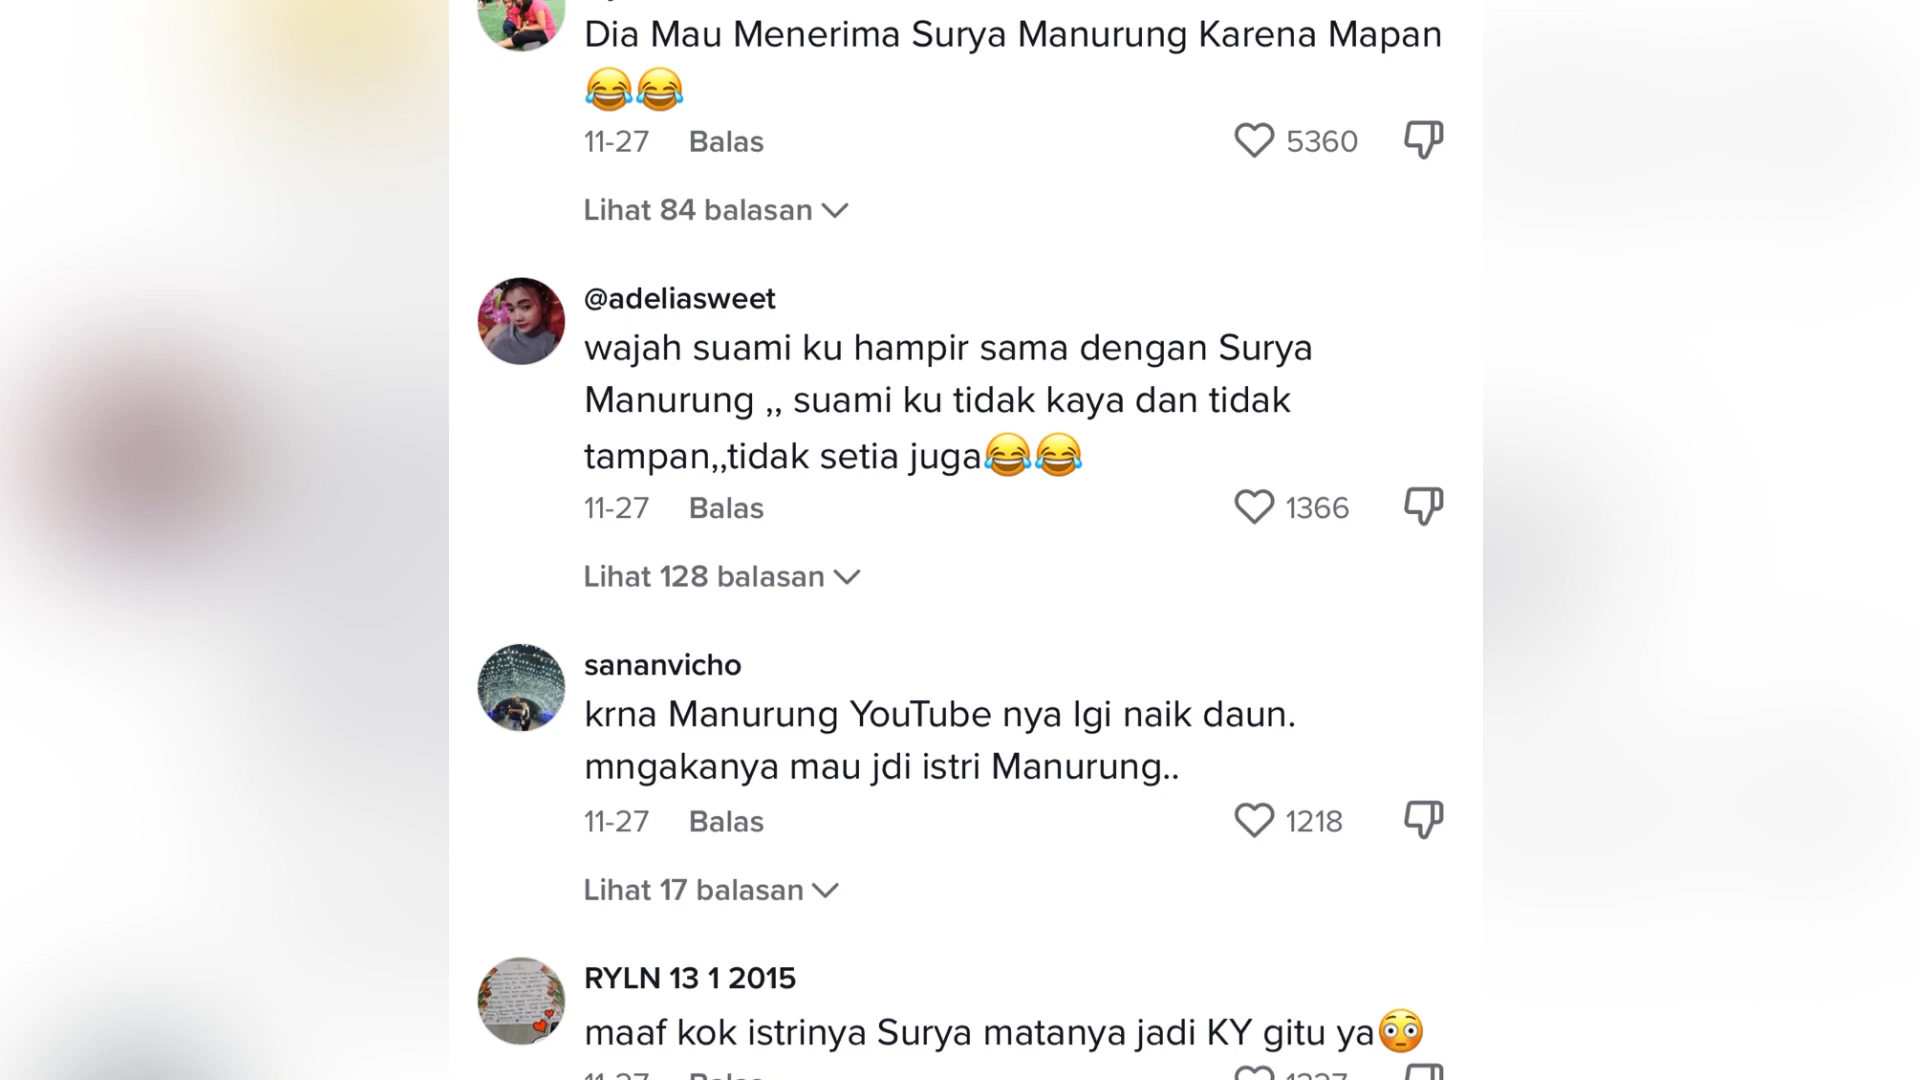 Dia Mau Menerima Surya Manurung Karena Mapan
😂😂
11-27 Balas 5360
Lihat 84 balasan
@adeliasweet
wajah suami ku hampir sama dengan Surya
Manurung ,, suami ku tidak kaya dan tidak
tampan,,tidak setia juga😂😂
11-27 Balas 1366
Lihat 128 balasan
sananvicho
krna Manurung YouTube nya lgi naik daun.
mngakanya mau jdi istri Manurung..
11-27 Balas 1218
Lihat 17 balasan
RYLN 13 1 2015
maaf kok istrinya Surya matanya jadi KY gitu ya😳
11-27 Balas